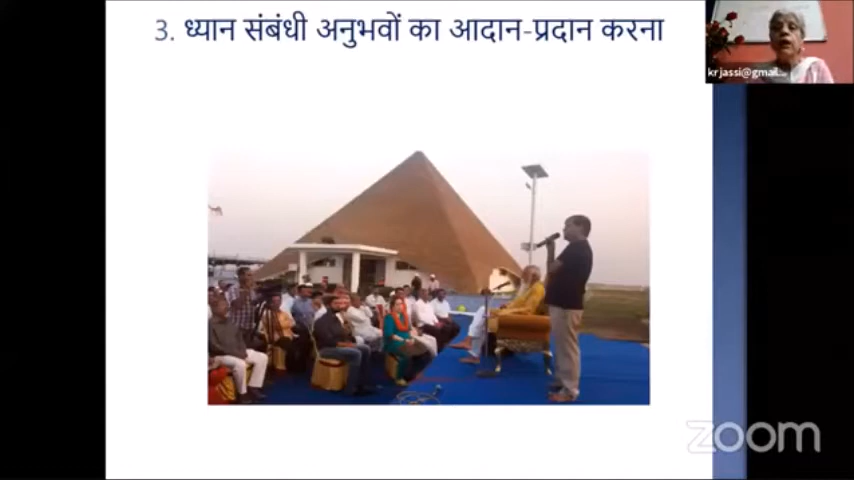 3. ध्यान संबंधी अनुभवों का आदान-प्रदान करना
krjassi@gmail...
zoom